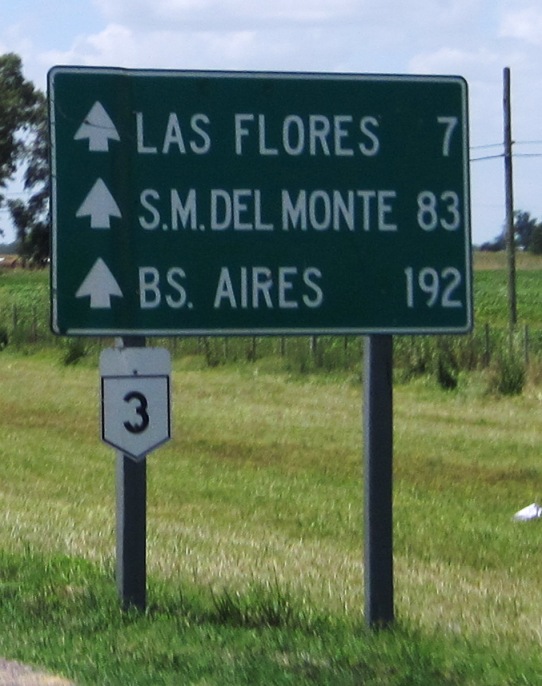 LAS FLORES 7
S.M.DEL MONTE 83
BS. AIRES 192
3